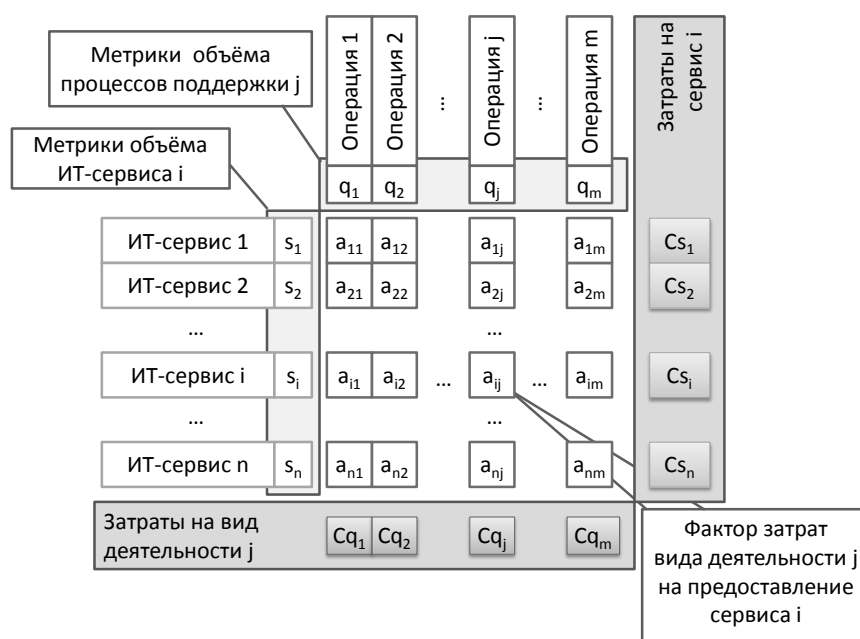 Метрики объёма
процессов поддержки j
Операция 1
Операция 2
...
Операция j
...
Операция m
Затраты на
сервис i
Метрики объёма
ИТ-сервиса i
q1 q2 qj qm
ИТ-сервис 1 s1 a11 a12 a1j a1m Cs1
ИТ-сервис 2 s2 a21 a22 a2j a2m Cs2
... ...
ИТ-сервис i si ai1 ai2 ... aij ... aim Csi
... ...
ИТ-сервис n sn an1 an2 anj anm Csn
Затраты на вид
деятельности j
Cq1 Cq2 Cqj Cqm
Фактор затрат
вида деятельности j
на предоставление
сервиса i